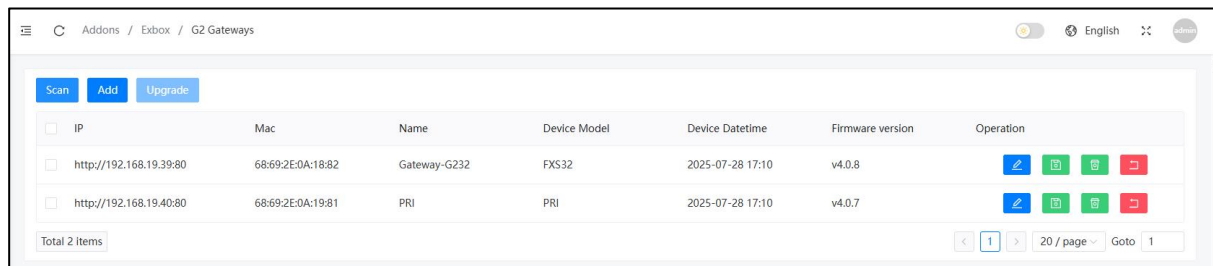 Addons / Exbox / G2 Gateways English admin
Scan Add Upgrade
IP Mac Name Device Model Device Datetime Firmware version Operation
http://192.168.19.39:80 68:69:2E:0A:18:82 Gateway-G232 FXS32 2025-07-28 17:10 v4.0.8
http://192.168.19.40:80 68:69:2E:0A:19:81 PRI PRI 2025-07-28 17:10 v4.0.7
Total 2 items < 1 > 20 / page Goto 1